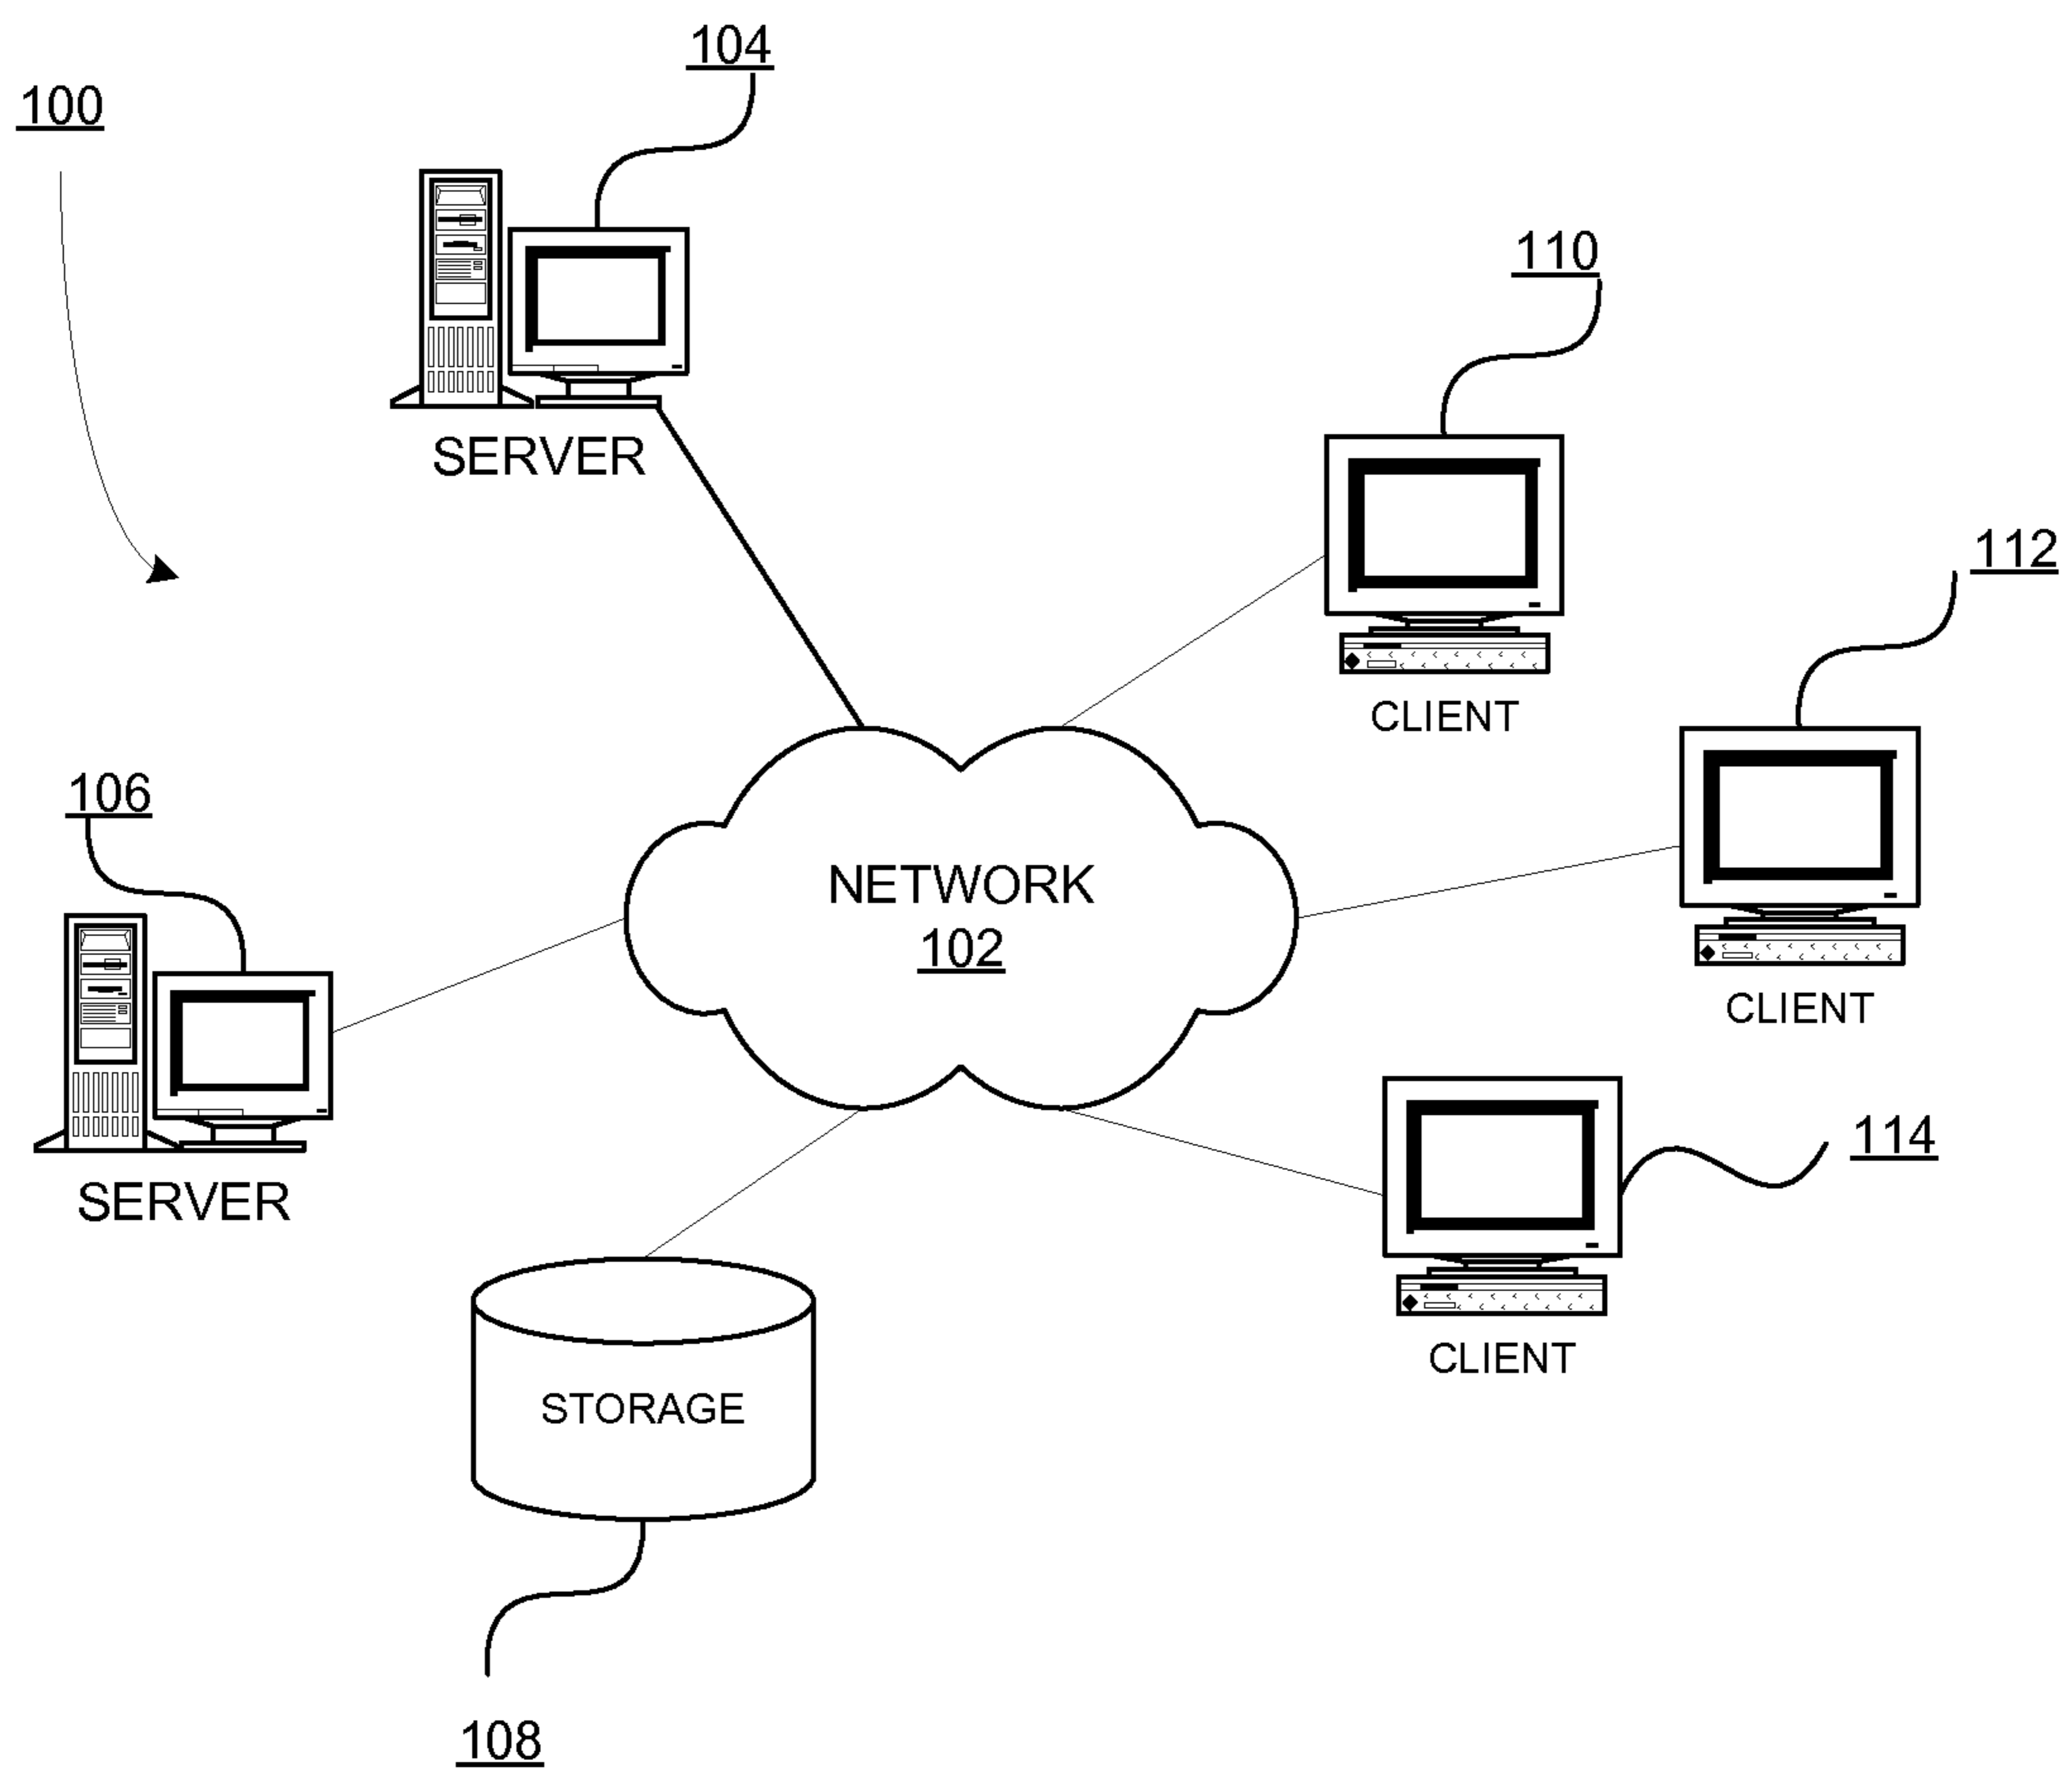 104
100
SERVER
110
CLIENT
112
CLIENT
106
SERVER
NETWORK
102
114
CLIENT
STORAGE
108